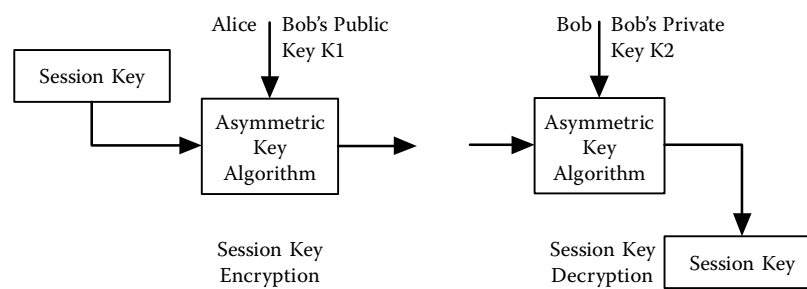 Alice
Bob's Public
Key K1
Session Key
Asymmetric
Key
Algorithm
Session Key
Encryption
Bob
Bob's Private
Key K2
Asymmetric
Key
Algorithm
Session Key
Decryption
Session Key